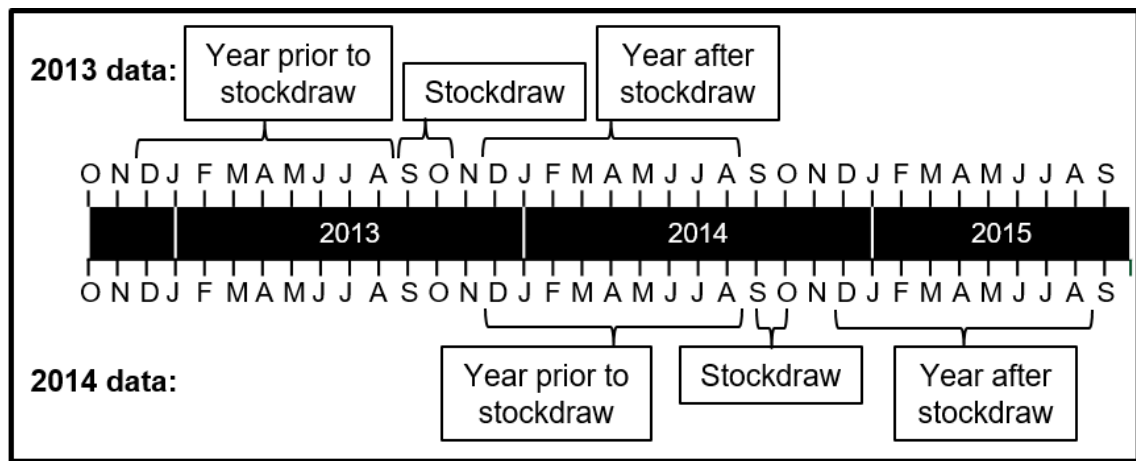 2013 data:
Year prior to
stockdraw
Stockdraw
Year after
stockdraw
O N D J F M A M J J A S O N D J F M A M J J A S O N D J F M A M J J A S
2013 2014 2015
O N D J F M A M J J A S O N D J F M A M J J A S O N D J F M A M J J A S
2014 data:
Year prior to
stockdraw
Stockdraw
Year after
stockdraw